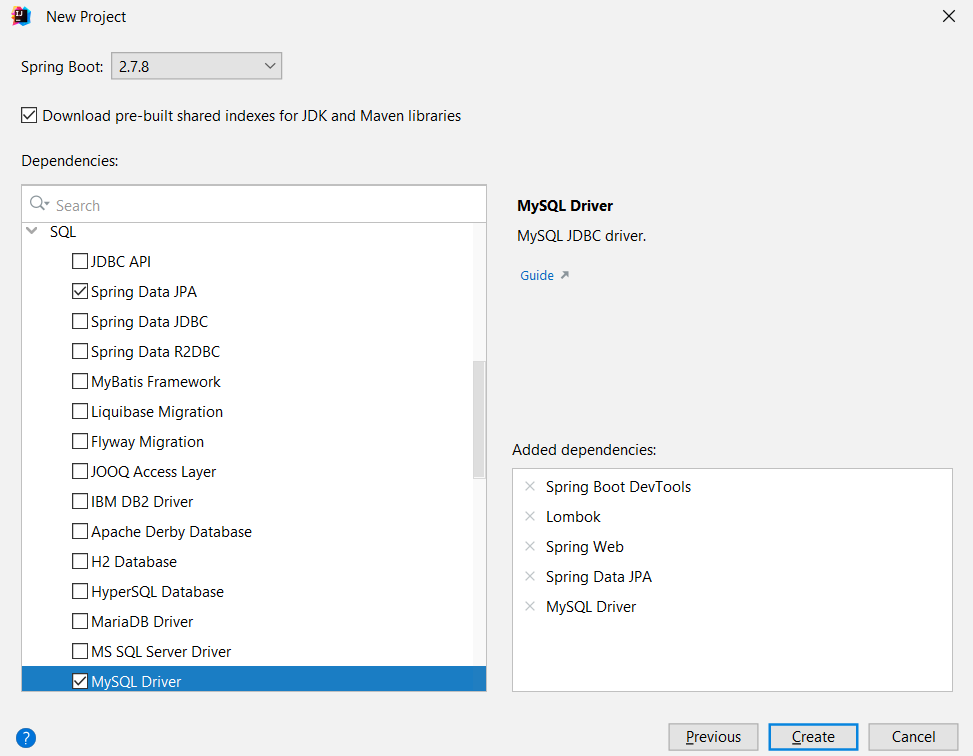 New Project
Spring Boot: 2.7.8
Download pre-built shared indexes for JDK and Maven libraries
Dependencies:
Search
SQL
JDBC API
Spring Data JPA
Spring Data JDBC
Spring Data R2DBC
MyBatis Framework
Liquibase Migration
Flyway Migration
JOOQ Access Layer
IBM DB2 Driver
Apache Derby Database
H2 Database
HyperSQL Database
MariaDB Driver
MS SQL Server Driver
MySQL Driver
MySQL Driver
MySQL JDBC driver.
Guide
Added dependencies:
Spring Boot DevTools
Lombok
Spring Web
Spring Data JPA
MySQL Driver
?
Previous Create Cancel